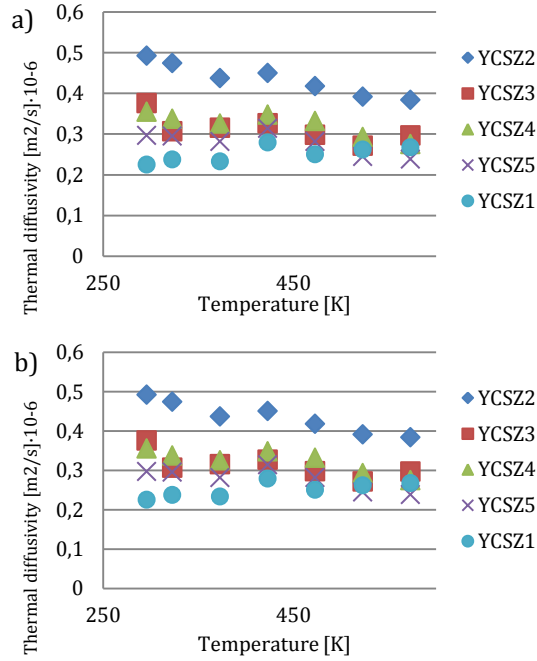 a)
Thermal diffusivity [m2/s]·10-6
0,6
0,5
0,4
0,3
0,2
0,1
0
250
450
Temperature [K]
YCSZ2
YCSZ3
YCSZ4
YCSZ5
YCSZ1
b)
Thermal diffusivity [m2/s]·10-6
0,6
0,5
0,4
0,3
0,2
0,1
0
250
450
Temperature [K]
YCSZ2
YCSZ3
YCSZ4
YCSZ5
YCSZ1